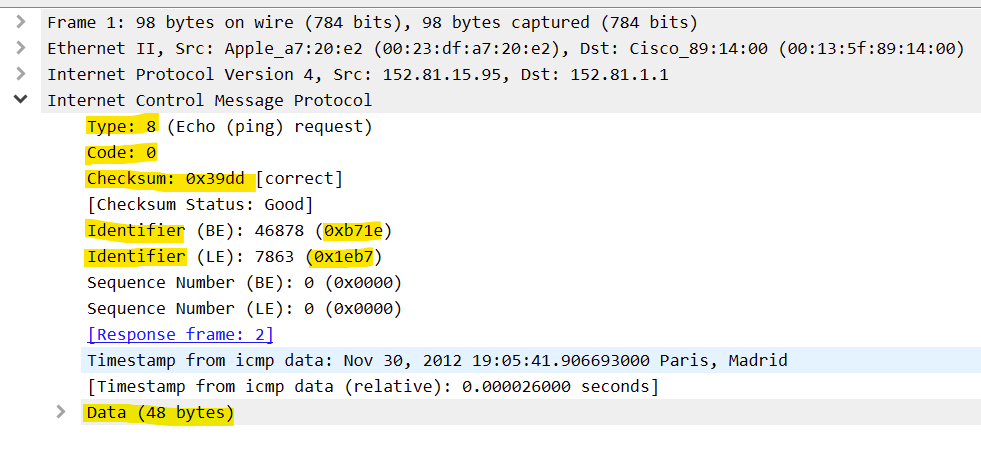 Frame 1: 98 bytes on wire (784 bits), 98 bytes captured (784 bits)
Ethernet II, Src: Apple_a7:20:e2 (00:23:df:a7:20:e2), Dst: Cisco_89:14:00 (00:13:5f:89:14:00)
Internet Protocol Version 4, Src: 152.81.15.95, Dst: 152.81.1.1
Internet Control Message Protocol
Type: 8 (Echo (ping) request)
Code: 0
Checksum: 0x39dd [correct]
[Checksum Status: Good]
Identifier (BE): 46878 (0xb71e)
Identifier (LE): 7863 (0x1eb7)
Sequence Number (BE): 0 (0x0000)
Sequence Number (LE): 0 (0x0000)
[Response frame: 2]
Timestamp from icmp data: Nov 30, 2012 19:05:41.906693000 Paris, Madrid
[Timestamp from icmp data (relative): 0.000026000 seconds]
Data (48 bytes)